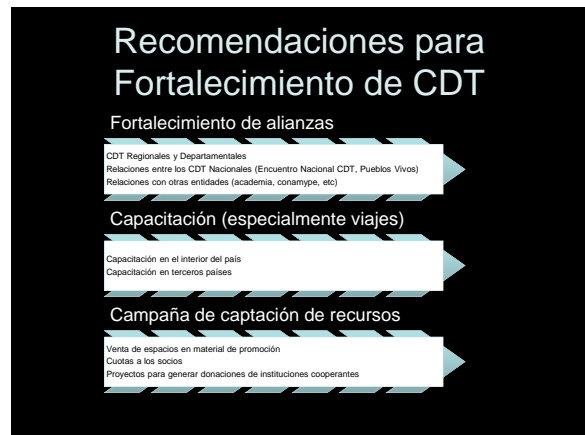 Recomendaciones para
Fortalecimiento de CDT
Fortalecimiento de alianzas
CDT Regionales y Departamentales
Relaciones entre los CDT Nacionales (Encuentro Nacional CDT, Pueblos Vivos)
Relaciones con otras entidades (academia, conamype, etc)
Capacitación (especialmente viajes)
Capacitación en el interior del país
Capacitación en terceros países
Campaña de captación de recursos
Venta de espacios en material de promoción
Cuotas a los socios
Proyectos para generar donaciones de instituciones cooperantes